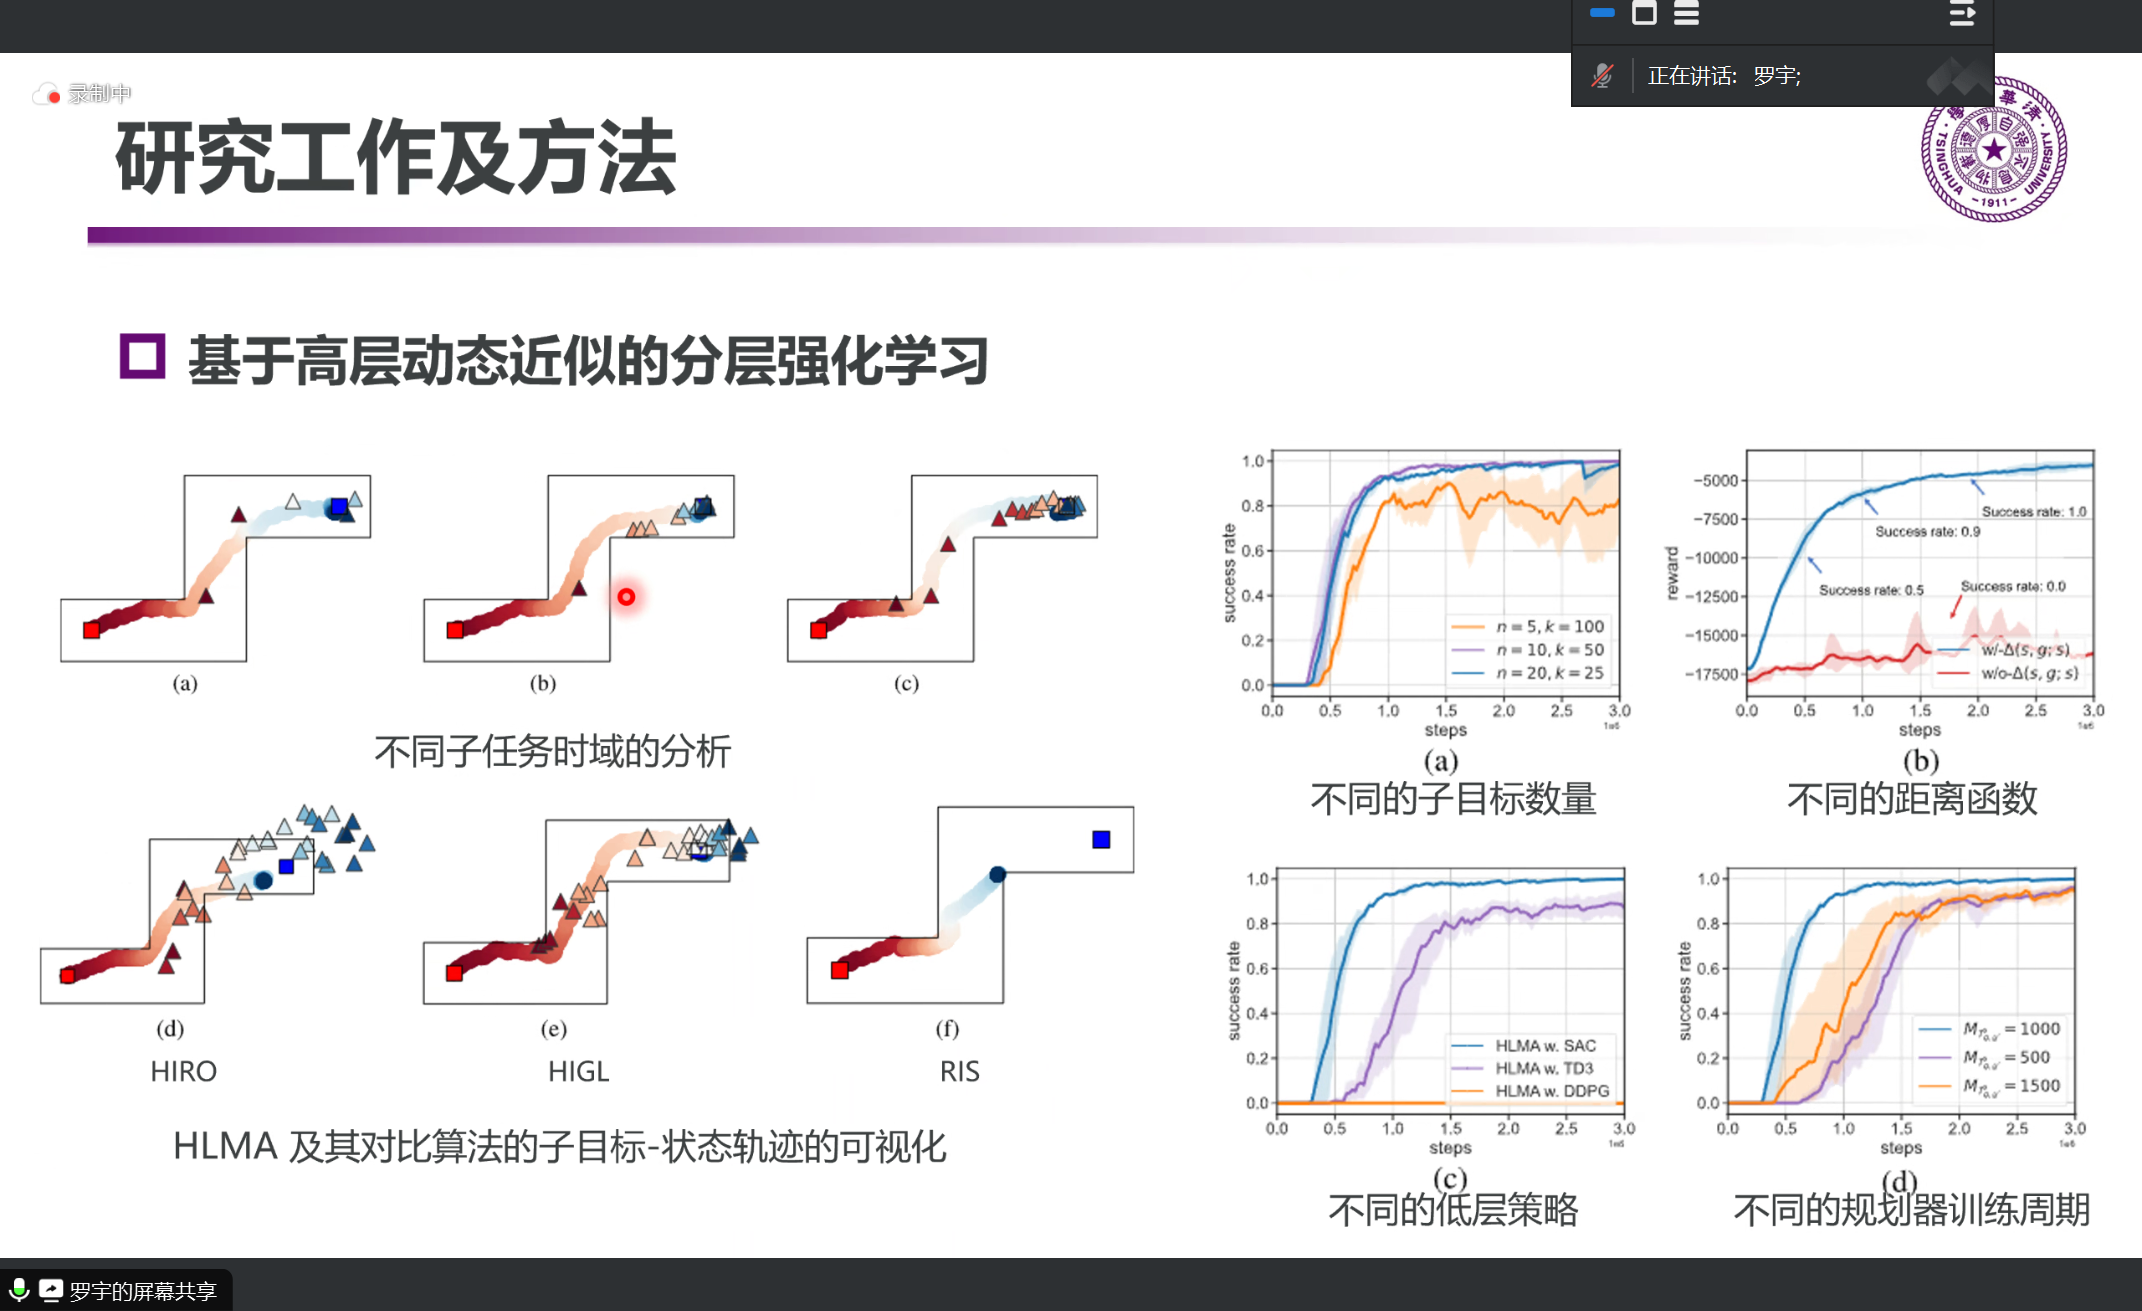 正在讲话: 罗宇;
录制中
研究工作及方法
TSINGHUA UNIVERSITY
-1911-
基于高层动态近似的分层强化学习
(a)
(b)
(c)
不同子任务时域的分析
(d)
(e)
(f)
HIRO
HIGL
RIS
HLMA 及其对比算法的子目标-状态轨迹的可视化
success rate
1.0
0.8
0.6
0.4
0.2
0.0
n = 5, k = 100
n = 10, k = 50
n = 20, k = 25
0.0 0.5 1.0 1.5 2.0 2.5 3.0
steps
1e6
(a)
不同的子目标数量
reward
−5000
−7500
−10000
−12500
−15000
−17500
Success rate: 1.0
Success rate: 0.9
Success rate: 0.5
Success rate: 0.0
w/-Δ(s, g; s)
w/o-Δ(s, g; s)
0.0 0.5 1.0 1.5 2.0 2.5 3.0
steps
1e6
(b)
不同的距离函数
success rate
1.0
0.8
0.6
0.4
0.2
0.0
HLMA w. SAC
HLMA w. TD3
HLMA w. DDPG
0.0 0.5 1.0 1.5 2.0 2.5 3.0
steps
1e6
(c)
不同的低层策略
success rate
1.0
0.8
0.6
0.4
0.2
0.0
= 1000
= 500
= 1500
0.0 0.5 1.0 1.5 2.0 2.5 3.0
steps
1e6
(d)
不同的规划器训练周期
罗宇的屏幕共享